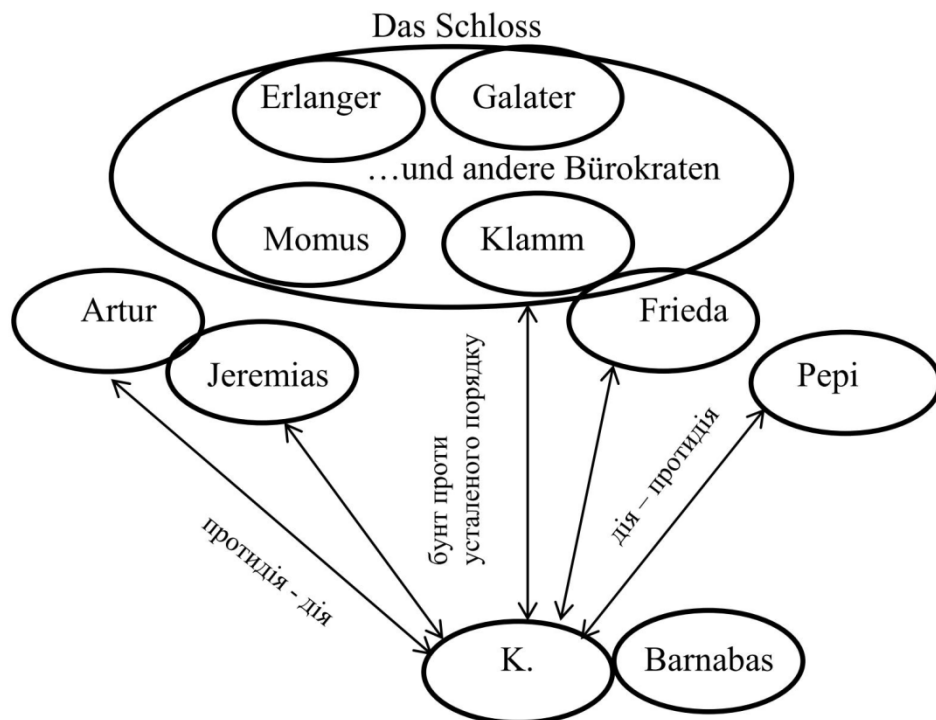 Das Schloss
Erlanger
Galater
…und andere Bürokraten
Momus
Klamm
Artur
Frieda
Jeremias
Pepi
бунт проти
усталеного порядку
дія – протидія
протидія - дія
K.
Barnabas